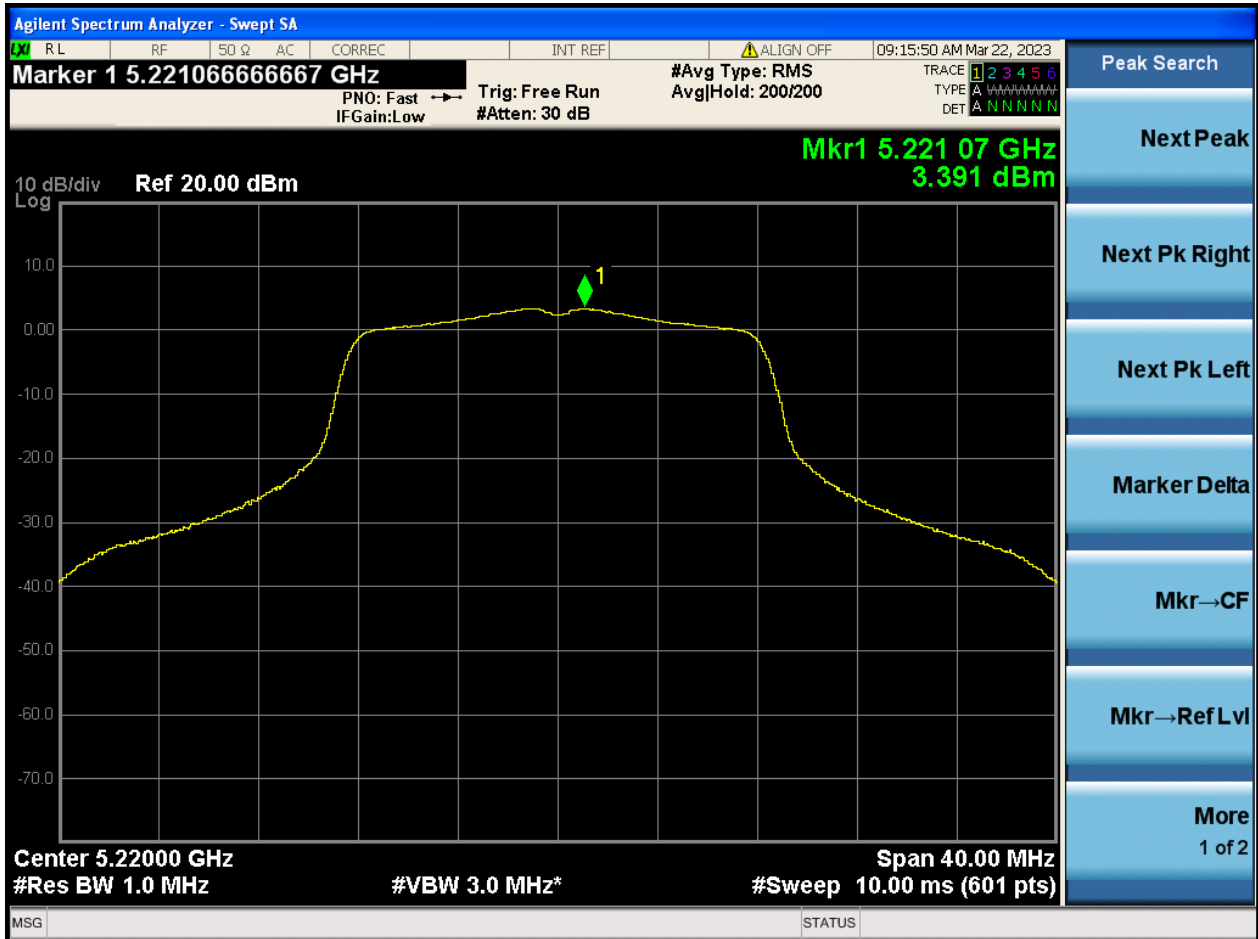 Agilent Spectrum Analyzer - Swept SA
LXI RL RF 50 Ω AC CORREC INT REF ALIGN OFF 09:15:50 AM Mar 22, 2023
Marker 1 5.221066666667 GHz
PNO: Fast
IFGain:Low
Trig: Free Run
#Atten: 30 dB
#Avg Type: RMS
Avg|Hold: 200/200
TRACE 1 2 3 4 5 6
TYPE A WWWWWW
DET A N N N N N
Mkr1 5.221 07 GHz
3.391 dBm
10 dB/div Ref 20.00 dBm
Log
10.0
0.00
-10.0
-20.0
-30.0
-40.0
-50.0
-60.0
-70.0
1
Center 5.22000 GHz Span 40.00 MHz
#Res BW 1.0 MHz #VBW 3.0 MHz* #Sweep 10.00 ms (601 pts)
MSG STATUS
Peak Search
Next Peak
Next Pk Right
Next Pk Left
Marker Delta
Mkr→CF
Mkr→Ref Lvl
More
1 of 2